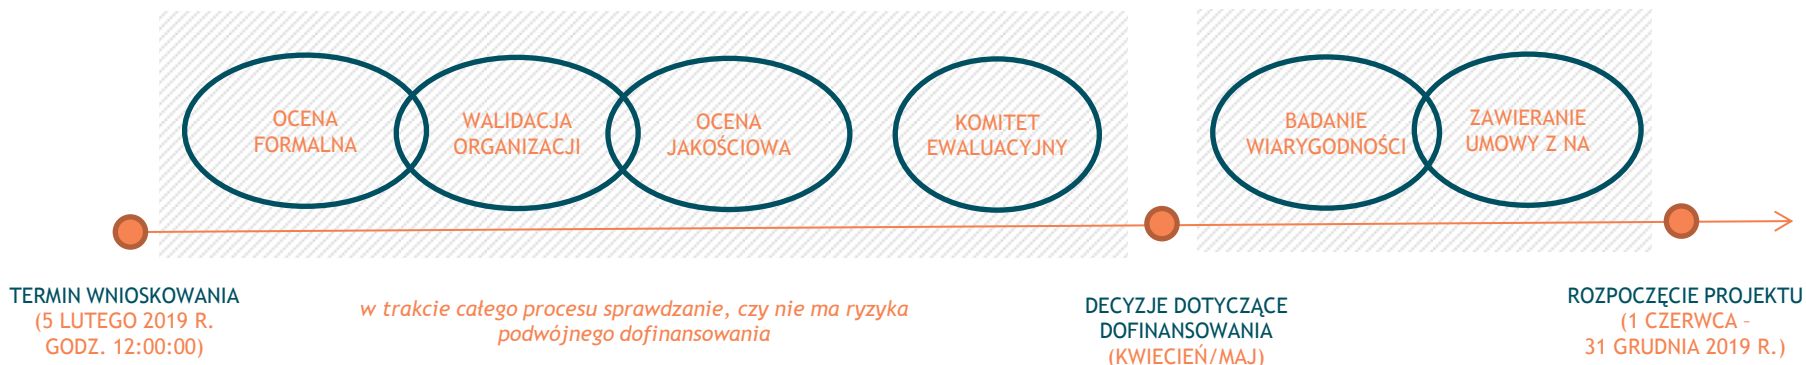 OCENA
FORMALNA
WALIDACJA
ORGANIZACJI
OCENA
JAKOŚCIOWA
KOMITET
EWALUACYJNY
BADANIE
WIARYGODNOŚCI
ZAWIERANIE
UMOWY Z NA
TERMIN WNIOSKOWANIA
(5 LUTEGO 2019 R.
GODZ. 12:00:00)
w trakcie całego procesu sprawdzanie, czy nie ma ryzyka
podwójnego dofinansowania
DECYZJE DOTYCZĄCE
DOFINANSOWANIA
(KWIECIEŃ/MAJ)
ROZPOCZĘCIE PROJEKTU
(1 CZERWCA –
31 GRUDNIA 2019 R.)